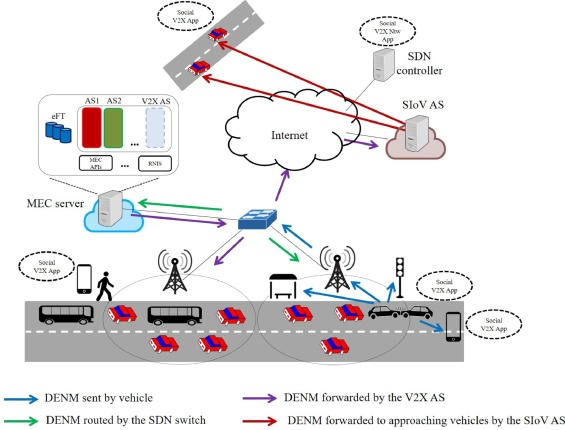 Social
V2X App
Social
V2X Ntw
App
SDN
controller
SIoV AS
Internet
AS1
AS2
V2X AS
eFT
...
MEC
APIs
...
RNIS
MEC server
Social
V2X App
Social
V2X App
Social
V2X App
DENM sent by vehicle
DENM forwarded by the V2X AS
DENM routed by the SDN switch
DENM forwarded to approaching vehicles by the SIoV AS